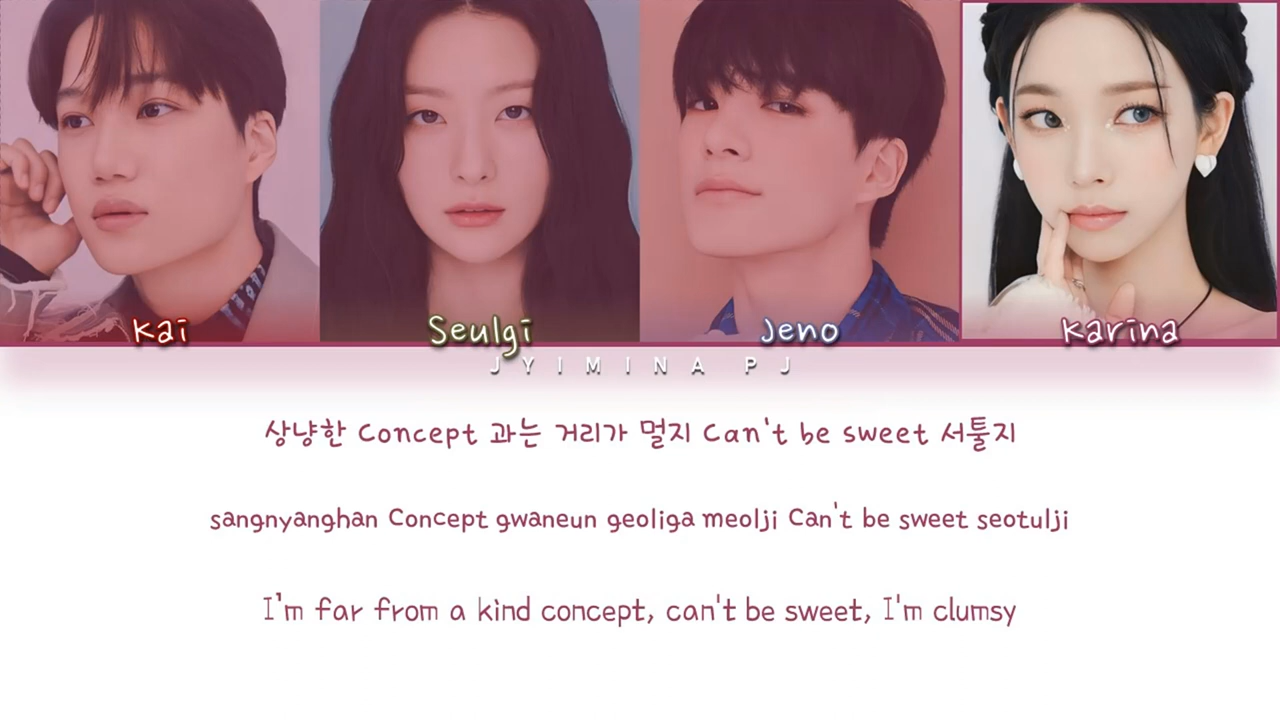 Kai
Seulgi
Jeno
Karina
JYIMINA PJ
상냥한 Concept 과는 거리가 멀지 Can't be sweet 서툴지
sangnyanghan Concept gwaneun geoliga meolji Can't be sweet seotulji
I'm far from a kind concept, can't be sweet, I'm clumsy